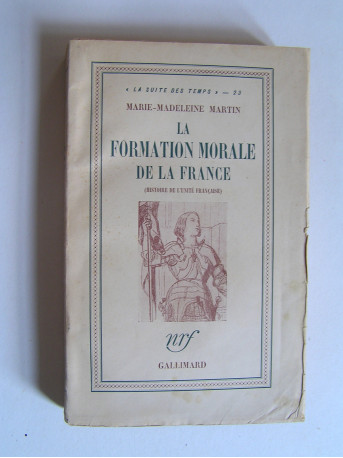 « LA SUITE DES TEMPS » — 23
MARIE-MADELEINE MARTIN
LA
FORMATION MORALE
DE LA FRANCE
(HISTOIRE DE L'UNITÉ FRANÇAISE)
nrf
GALLIMARD